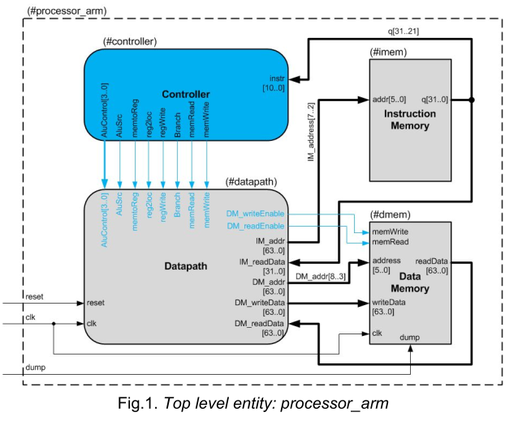 (#processor_arm)
q[31..21]
(#controller)
(#imem)
Controller
instr
[10..0]
addr[5..0]
q[31..0]
Instruction
Memory
IM_address[7..2]
AluControl[3..0]
AluSrc
memtoReg
reg2loc
regWrite
Branch
memRead
memWrite
(#datapath)
AluControl[3..0]
AluSrc
memtoReg
reg2loc
regWrite
Branch
memRead
memWrite
DM_writeEnable
DM_readEnable
(#dmem)
memWrite
memRead
IM_addr
[63..0]
IM_readData
[31..0]
DM_addr
[63..0]
DM_addr[8..3]
DM_writeData
[63..0]
DM_readData
[63..0]
Datapath
address
[5..0]
readData
[63..0]
Data
Memory
writeData
[63..0]
clk
dump
reset
reset
clk
clk
dump
Fig.1. Top level entity: processor_arm